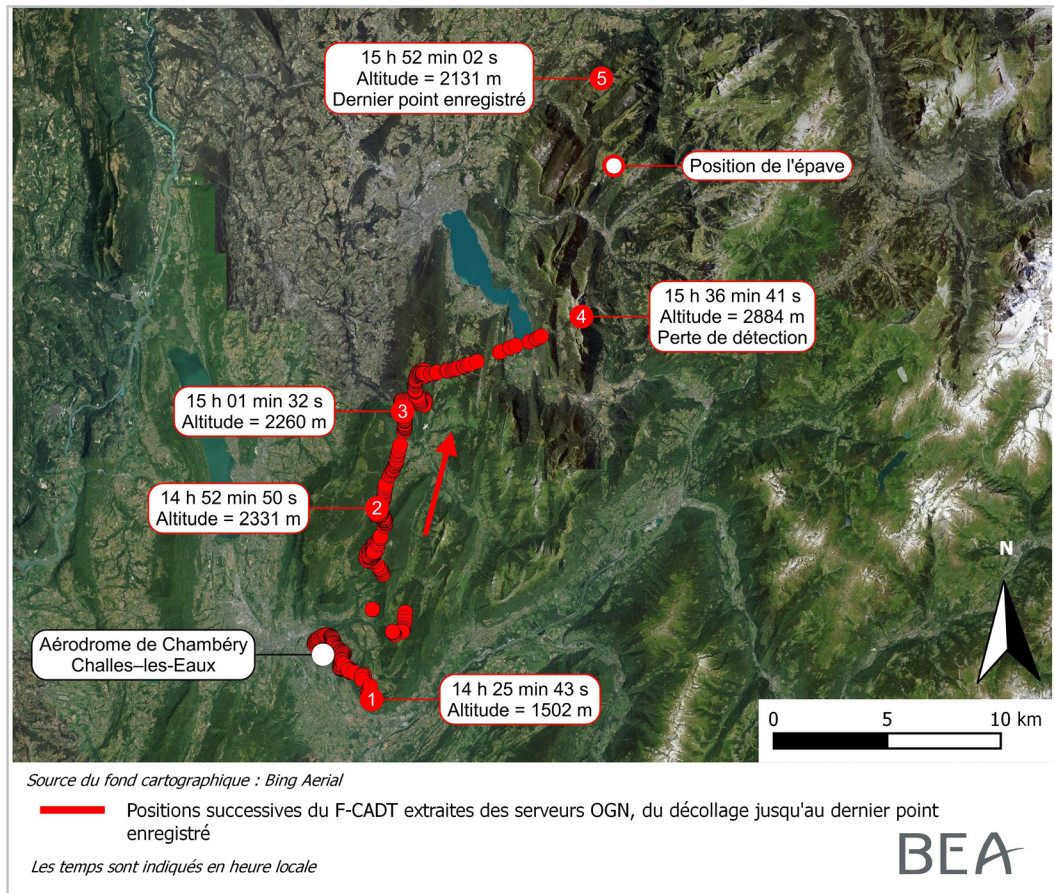 15 h 52 min 02 s
Altitude = 2131 m
Dernier point enregistré
5
Position de l'épave
15 h 36 min 41 s
Altitude = 2884 m
Perte de détection
4
15 h 01 min 32 s
Altitude = 2260 m
3
14 h 52 min 50 s
Altitude = 2331 m
2
N
Aérodrome de Chambéry
Challes–les-Eaux
1
14 h 25 min 43 s
Altitude = 1502 m
0 5 10 km
Source du fond cartographique : Bing Aerial
Positions successives du F-CADT extraites des serveurs OGN, du décollage jusqu'au dernier point
enregistré
Les temps sont indiqués en heure locale
BEA